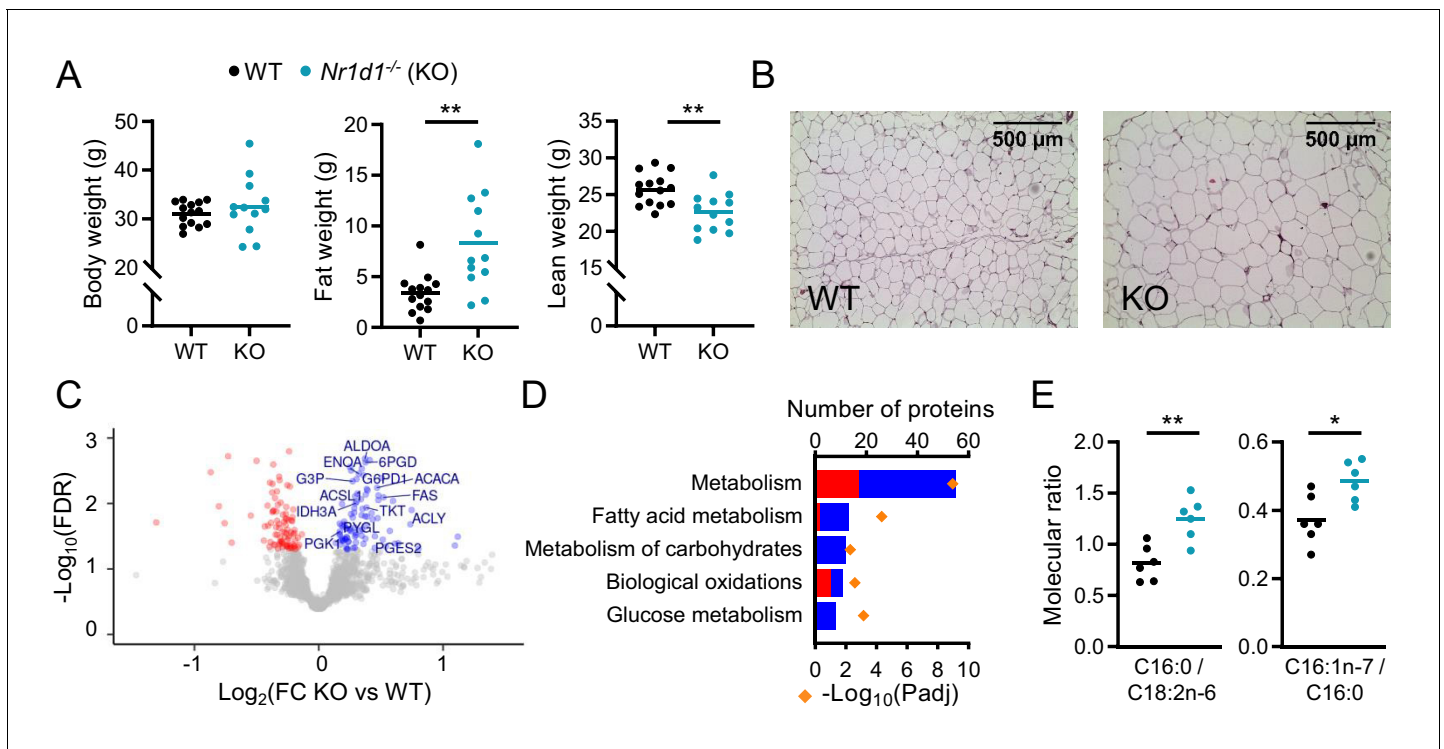 A
WT Nr1d1-/- (KO)
Body weight (g)
50
40
30
20
0
WT KO
**
Fat weight (g)
20
15
10
5
0
WT KO
**
Lean weight (g)
35
30
25
20
15
0
WT KO
B
500 µm
WT
500 µm
KO
C
-Log10(FDR)
3
2
1
0
ALDOA
ENOA 6PGD
G3P G6PD1 ACACA
ACSL1 FAS
IDH3A TKT ACLY
PYGL
PGK1 PGES2
-1 0 1
Log2(FC KO vs WT)
D
Number of proteins
0 20 40 60
Metabolism
Fatty acid metabolism
Metabolism of carbohydrates
Biological oxidations
Glucose metabolism
0 2 4 6 8 10
-Log10(Padj)
E
Molecular ratio
**
2.0
1.5
1.0
0.5
0.0
C16:0 /
C18:2n-6
*
0.6
0.4
0.2
0.0
C16:1n-7 /
C16:0